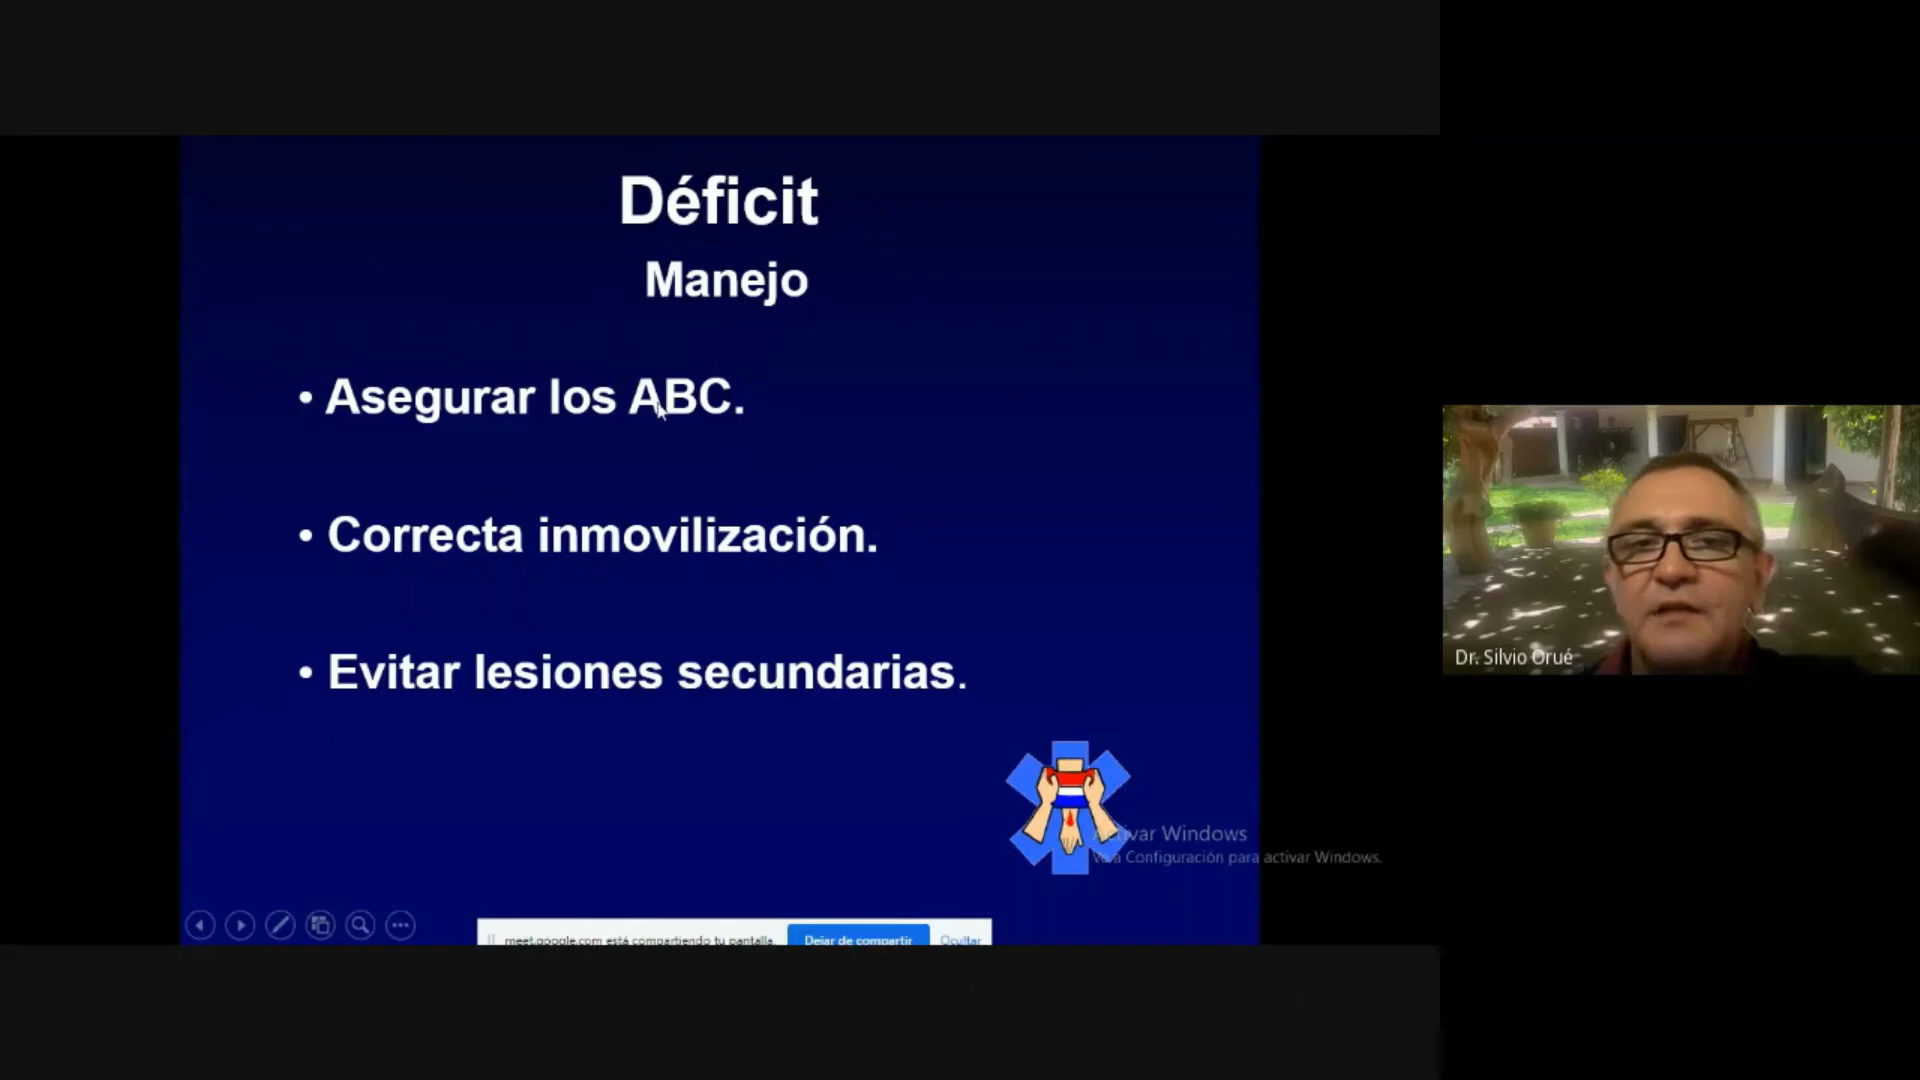 Déficit
Manejo
• Asegurar los ABC.
• Correcta inmovilización.
• Evitar lesiones secundarias.
Dr. Silvio Orué
Activar Windows
Ve a Configuración para activar Windows.
meet.google.com está compartiendo tu pantalla.
Dejar de compartir
Ocultar